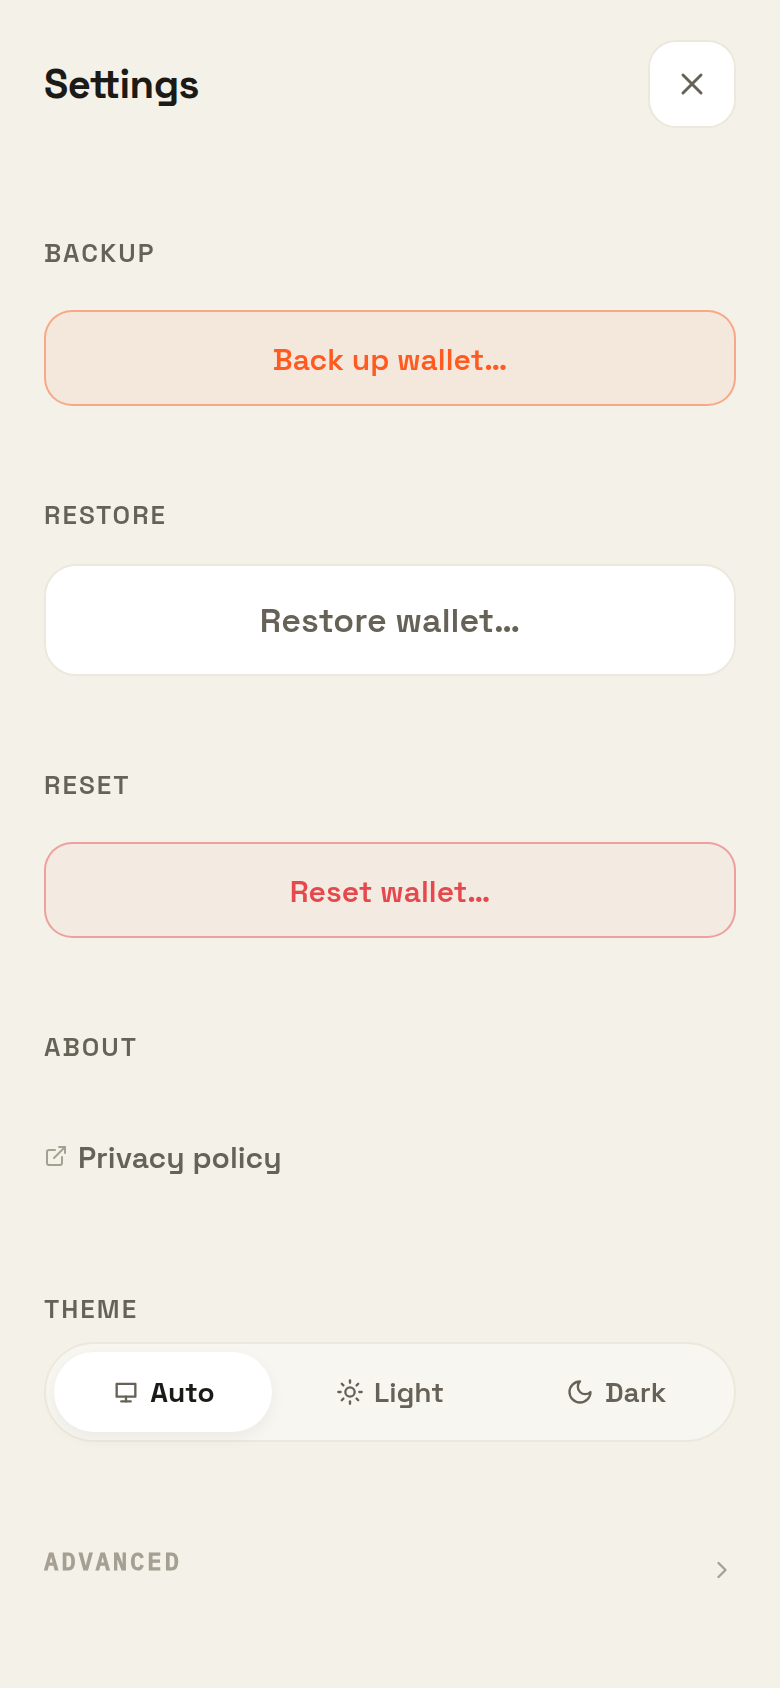 Settings
BACKUP
Back up wallet…
RESTORE
Restore wallet…
RESET
Reset wallet…
ABOUT
Privacy policy
THEME
Auto
Light
Dark
ADVANCED